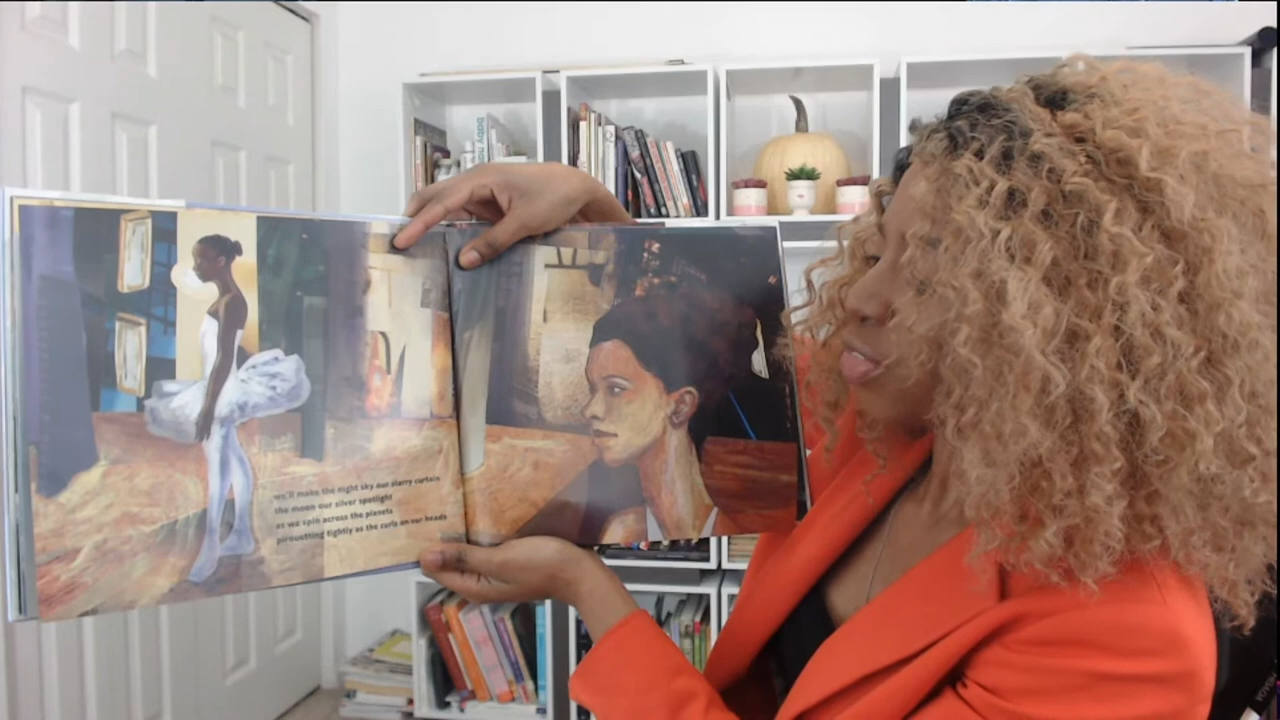 baby
we'll make the night sky our starry curtain
the moon our silver spotlight
as we spin across the planets
pirouetting tightly as the curls on our heads